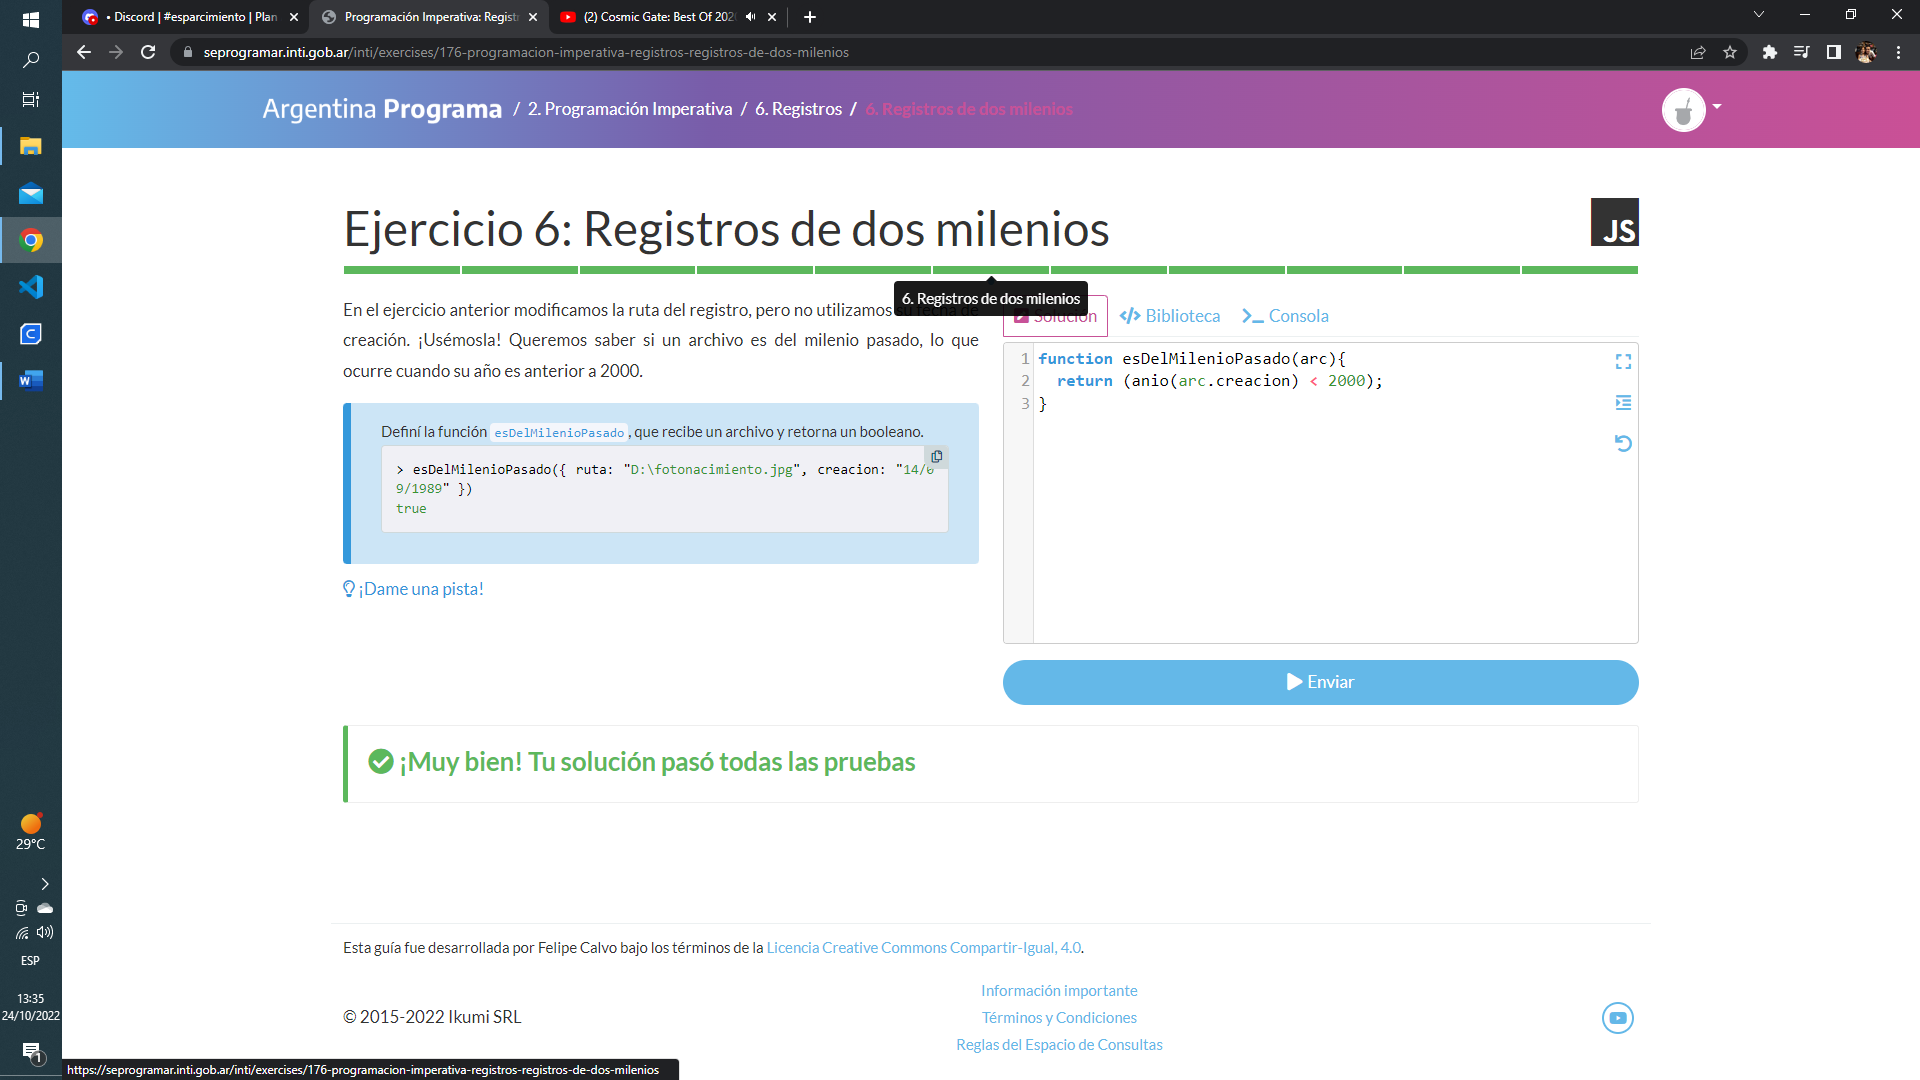 • Discord | #esparcimiento | Plan
Programación Imperativa: Regist
(2) Cosmic Gate: Best Of 202
seprogramar.inti.gob.ar/inti/exercises/176-programacion-imperativa-registros-registros-de-dos-milenios
Argentina Programa / 2. Programación Imperativa / 6. Registros / 6. Registros de dos milenios
Ejercicio 6: Registros de dos milenios
JS
6. Registros de dos milenios
En el ejercicio anterior modificamos la ruta del registro, pero no utilizamos su fecha de
creación. ¡Usémosla! Queremos saber si un archivo es del milenio pasado, lo que
ocurre cuando su año es anterior a 2000.
Definí la función esDelMilenioPasado, que recibe un archivo y retorna un booleano.
> esDelMilenioPasado({ ruta: "D:\fotonacimiento.jpg", creacion: "14/0
9/1989" })
true
¡Dame una pista!
Solución
Biblioteca
Consola
1 function esDelMilenioPasado(arc){
2 return (anio(arc.creacion) < 2000);
3 }
Enviar
¡Muy bien! Tu solución pasó todas las pruebas
Esta guía fue desarrollada por Felipe Calvo bajo los términos de la Licencia Creative Commons Compartir-Igual, 4.0.
© 2015-2022 Ikumi SRL
Información importante
Términos y Condiciones
Reglas del Espacio de Consultas
29°C
ESP
13:35
24/10/2022
1
https://seprogramar.inti.gob.ar/inti/exercises/176-programacion-imperativa-registros-registros-de-dos-milenios